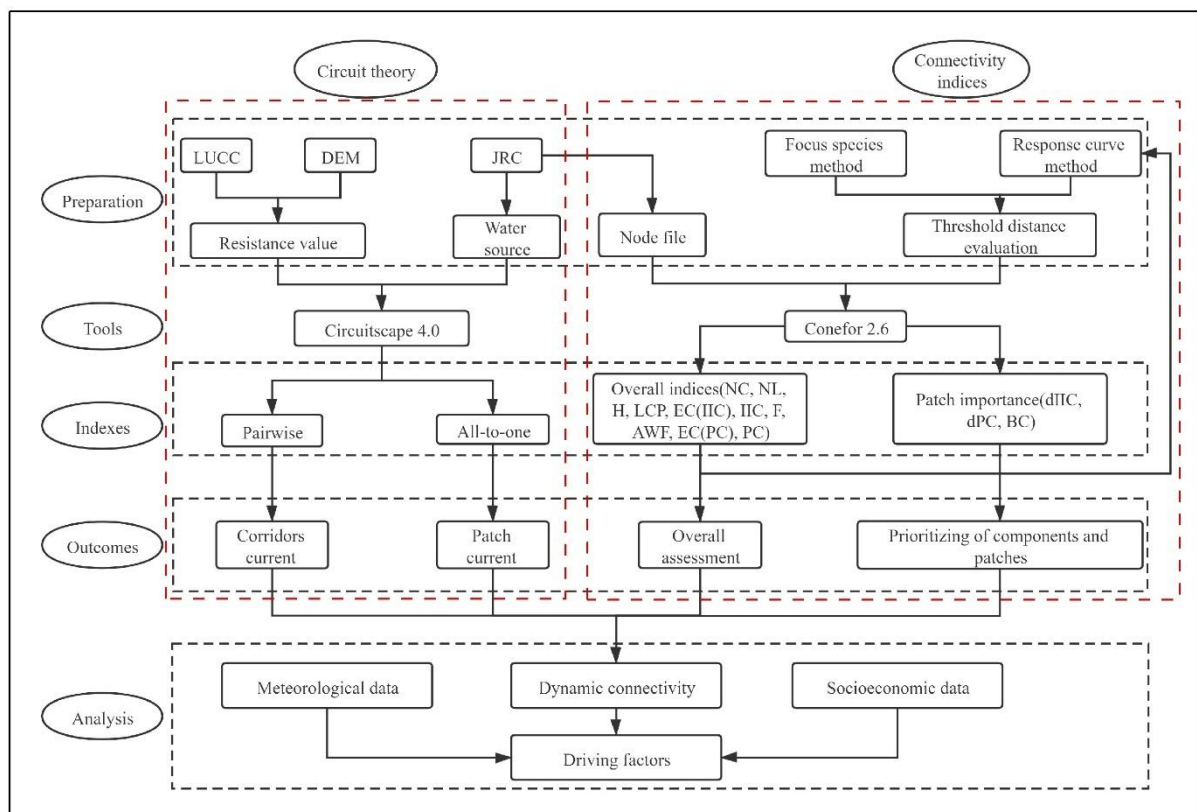 Circuit theory
Connectivity
indices
Preparation
LUCC
DEM
JRC
Focus species
method
Response curve
method
Resistance value
Water
source
Node file
Threshold distance
evaluation
Tools
Circuitscape 4.0
Conefor 2.6
Indexes
Pairwise
All-to-one
Overall indices(NC, NL,
H, LCP, EC(IIC), IIC, F,
AWF, EC(PC), PC)
Patch importance(dIIC,
dPC, BC)
Outcomes
Corridors
current
Patch
current
Overall
assessment
Prioritizing of components and
patches
Analysis
Meteorological data
Dynamic connectivity
Socioeconomic data
Driving factors